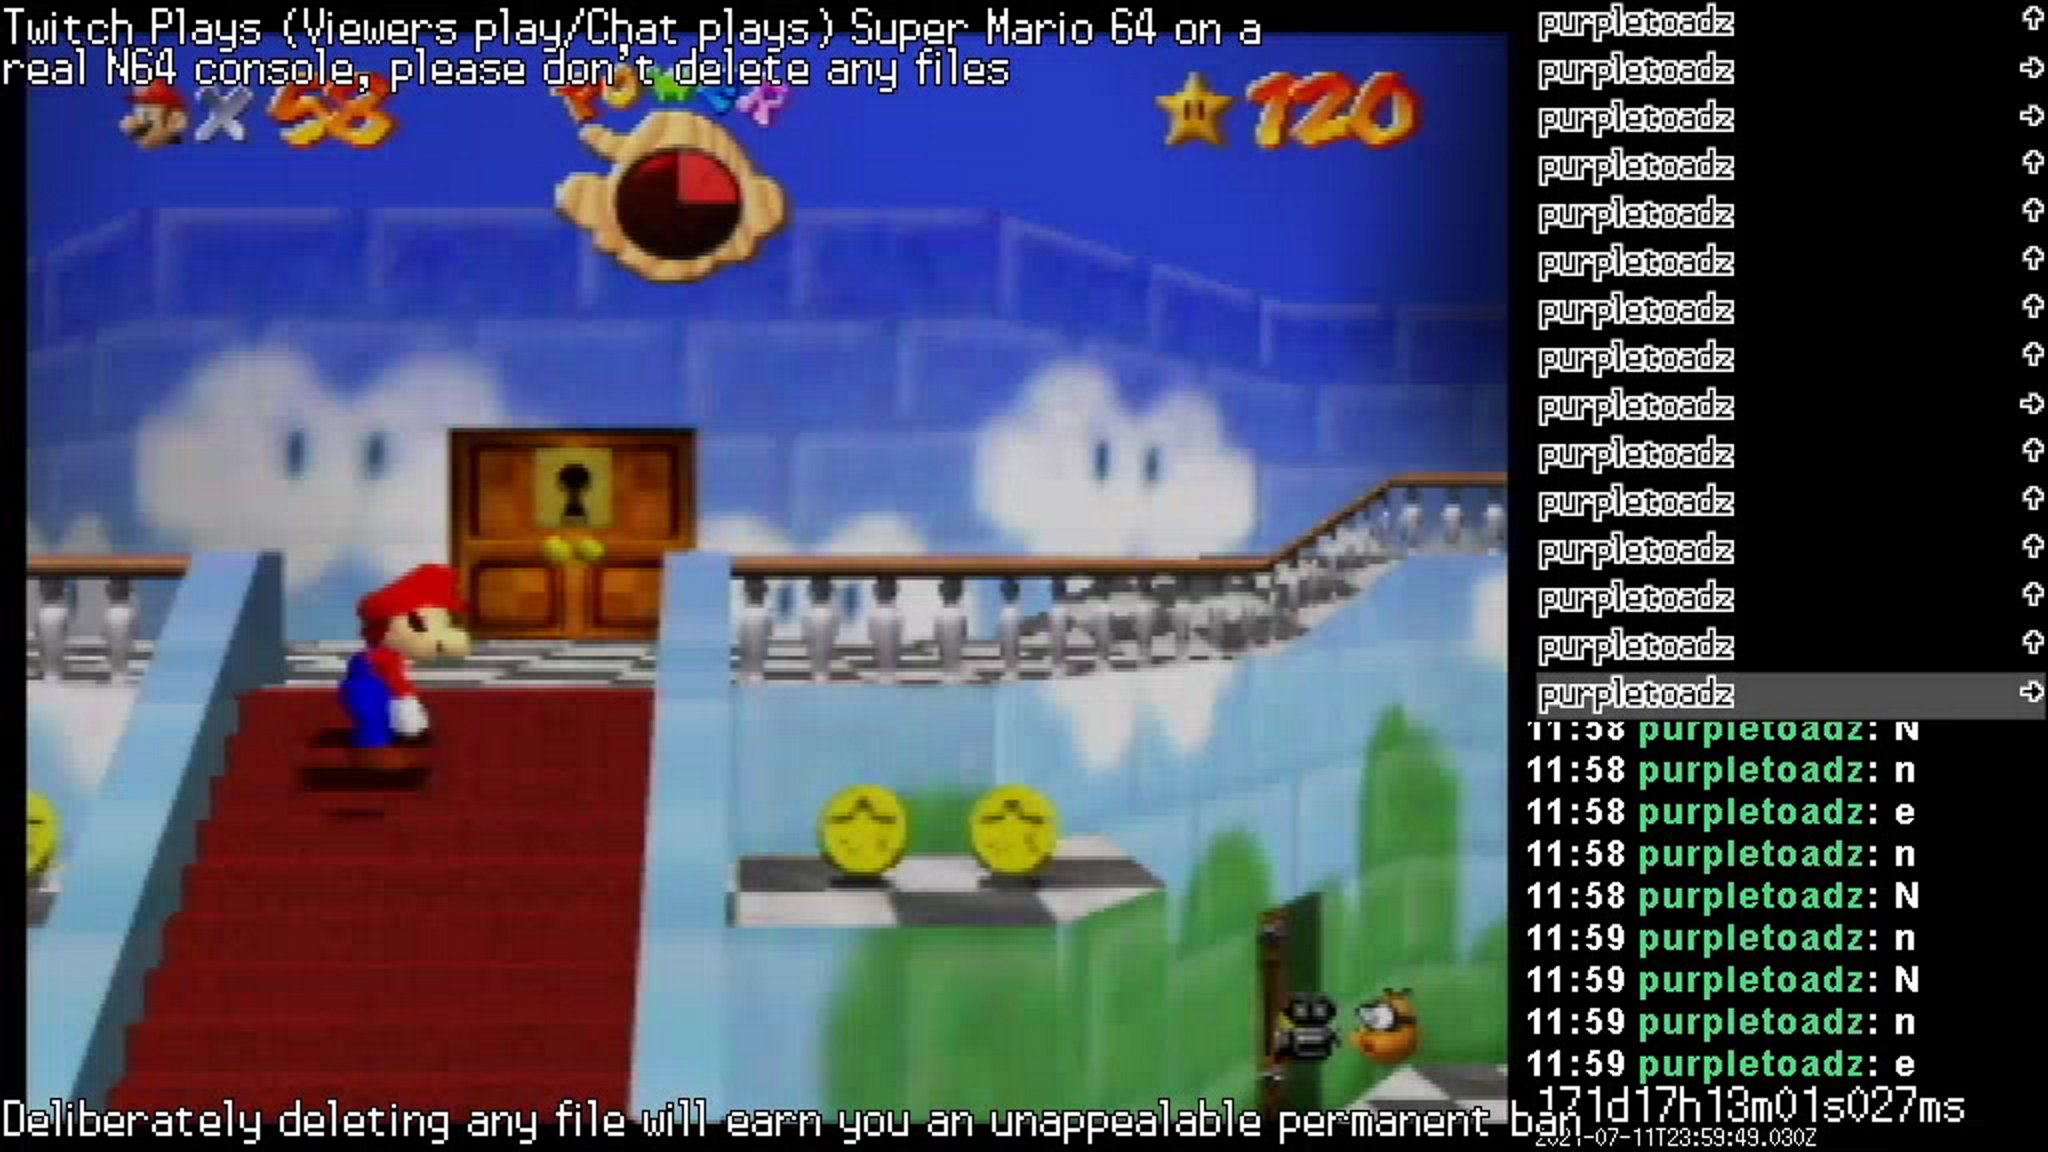 Twitch Plays (Viewers play/Chat plays) Super Mario 64 on a
real N64 console, please don't delete any files
58
POWER
120
purpletoadz ↑
purpletoadz →
purpletoadz →
purpletoadz ↑
purpletoadz ↑
purpletoadz ↑
purpletoadz ↑
purpletoadz ↑
purpletoadz →
purpletoadz ↑
purpletoadz ↑
purpletoadz ↑
purpletoadz ↑
purpletoadz ↑
purpletoadz →
11:58 purpletoadz: N
11:58 purpletoadz: n
11:58 purpletoadz: e
11:58 purpletoadz: n
11:58 purpletoadz: N
11:59 purpletoadz: n
11:59 purpletoadz: N
11:59 purpletoadz: n
11:59 purpletoadz: e
171d17h13m01s027ms
Deliberately deleting any file will earn you an unappealable permanent ban
2021-07-11T23:59:49.030Z